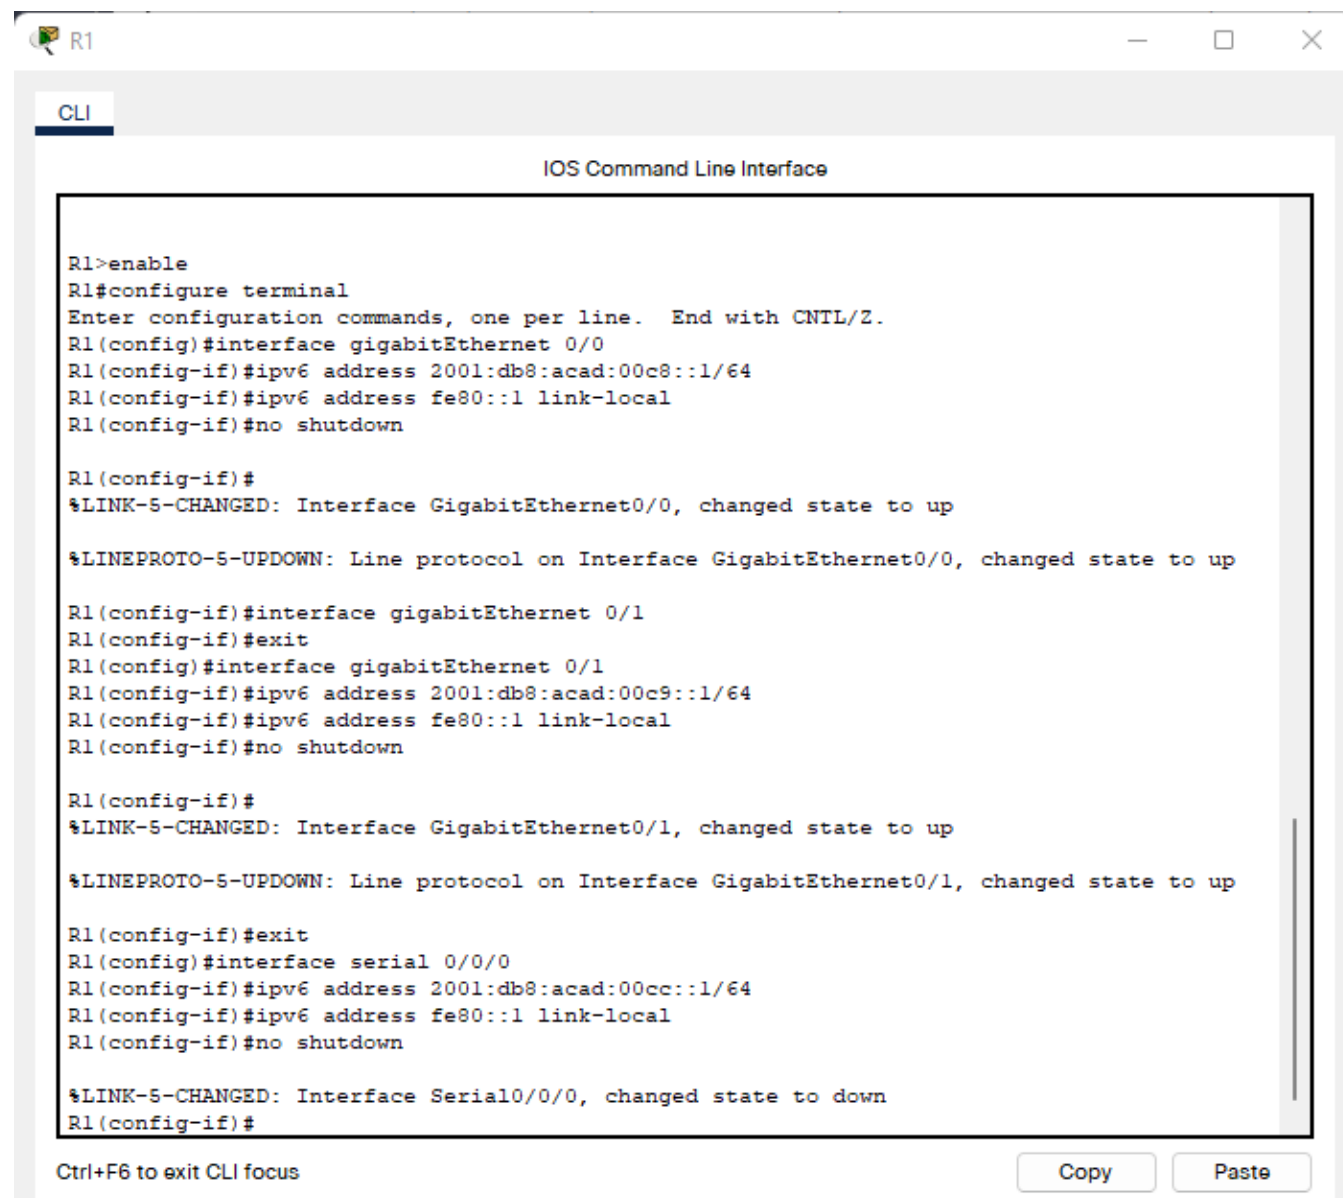 R1
CLI
IOS Command Line Interface
R1>enable
R1#configure terminal
Enter configuration commands, one per line.  End with CNTL/Z.
R1(config)#interface gigabitEthernet 0/0
R1(config-if)#ipv6 address 2001:db8:acad:00c8::1/64
R1(config-if)#ipv6 address fe80::1 link-local
R1(config-if)#no shutdown
R1(config-if)#
%LINK-5-CHANGED: Interface GigabitEthernet0/0, changed state to up
%LINEPROTO-5-UPDOWN: Line protocol on Interface GigabitEthernet0/0, changed state to up
R1(config-if)#interface gigabitEthernet 0/1
R1(config-if)#exit
R1(config)#interface gigabitEthernet 0/1
R1(config-if)#ipv6 address 2001:db8:acad:00c9::1/64
R1(config-if)#ipv6 address fe80::1 link-local
R1(config-if)#no shutdown
R1(config-if)#
%LINK-5-CHANGED: Interface GigabitEthernet0/1, changed state to up
%LINEPROTO-5-UPDOWN: Line protocol on Interface GigabitEthernet0/1, changed state to up
R1(config-if)#exit
R1(config)#interface serial 0/0/0
R1(config-if)#ipv6 address 2001:db8:acad:00cc::1/64
R1(config-if)#ipv6 address fe80::1 link-local
R1(config-if)#no shutdown
%LINK-5-CHANGED: Interface Serial0/0/0, changed state to down
R1(config-if)#
Ctrl+F6 to exit CLI focus
Copy
Paste